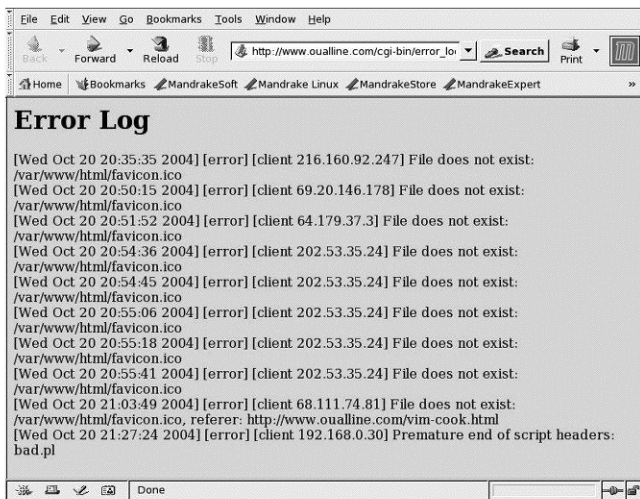 File Edit View Go Bookmarks Tools Window Help
Back Forward Reload Stop http://www.oualline.com/cgi-bin/error_lo Search Print
Home Bookmarks MandrakeSoft Mandrake Linux MandrakeStore MandrakeExpert »
Error Log
[Wed Oct 20 20:35:35 2004] [error] [client 216.160.92.247] File does not exist:
/var/www/html/favicon.ico
[Wed Oct 20 20:50:15 2004] [error] [client 69.20.146.178] File does not exist:
/var/www/html/favicon.ico
[Wed Oct 20 20:51:52 2004] [error] [client 64.179.37.3] File does not exist:
/var/www/html/favicon.ico
[Wed Oct 20 20:54:36 2004] [error] [client 202.53.35.24] File does not exist:
/var/www/html/favicon.ico
[Wed Oct 20 20:54:45 2004] [error] [client 202.53.35.24] File does not exist:
/var/www/html/favicon.ico
[Wed Oct 20 20:55:06 2004] [error] [client 202.53.35.24] File does not exist:
/var/www/html/favicon.ico
[Wed Oct 20 20:55:18 2004] [error] [client 202.53.35.24] File does not exist:
/var/www/html/favicon.ico
[Wed Oct 20 20:55:41 2004] [error] [client 202.53.35.24] File does not exist:
/var/www/html/favicon.ico
[Wed Oct 20 21:03:49 2004] [error] [client 68.111.74.81] File does not exist:
/var/www/html/favicon.ico, referer: http://www.oualline.com/vim-cook.html
[Wed Oct 20 21:27:24 2004] [error] [client 192.168.0.30] Premature end of script headers:
bad.pl
Done